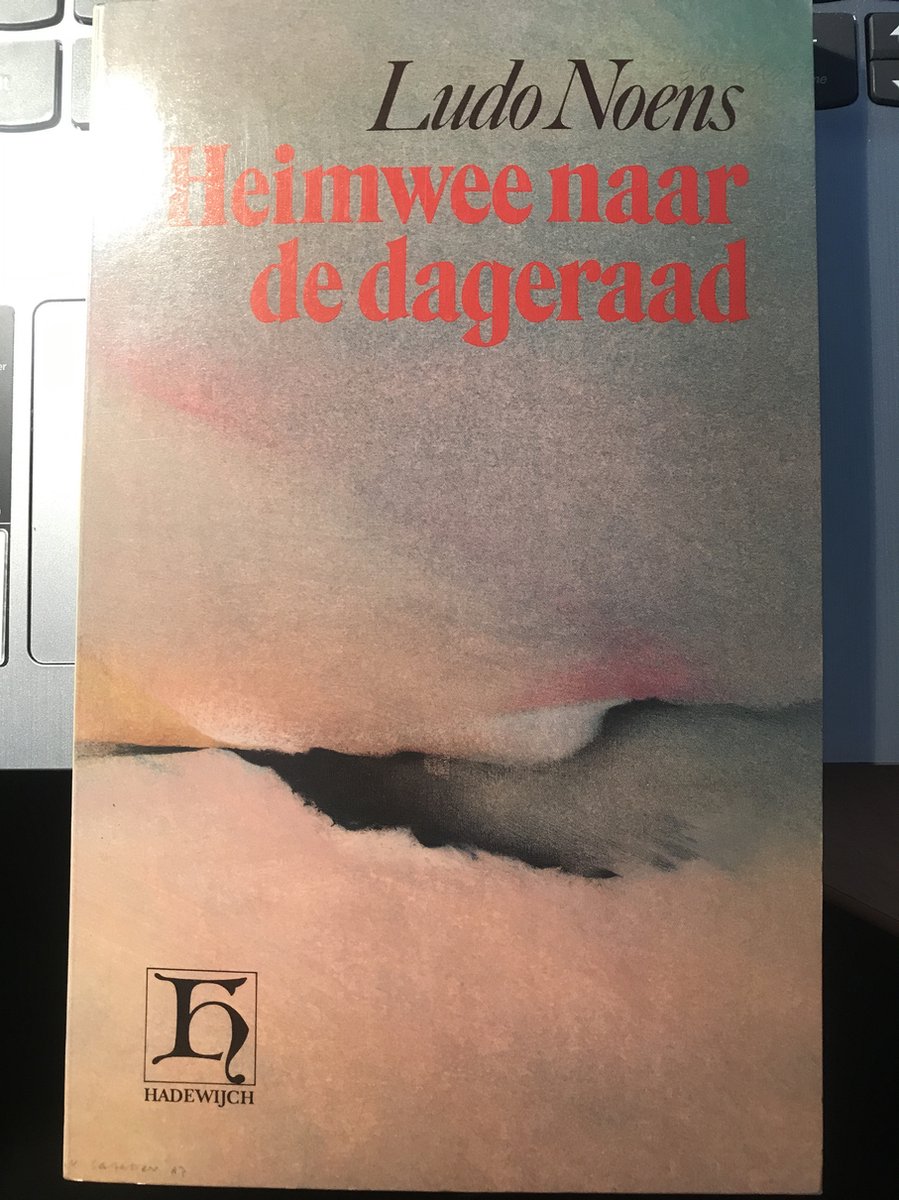 Ludo Noens
Heimwee naar
de dageraad
HADEWIJCH